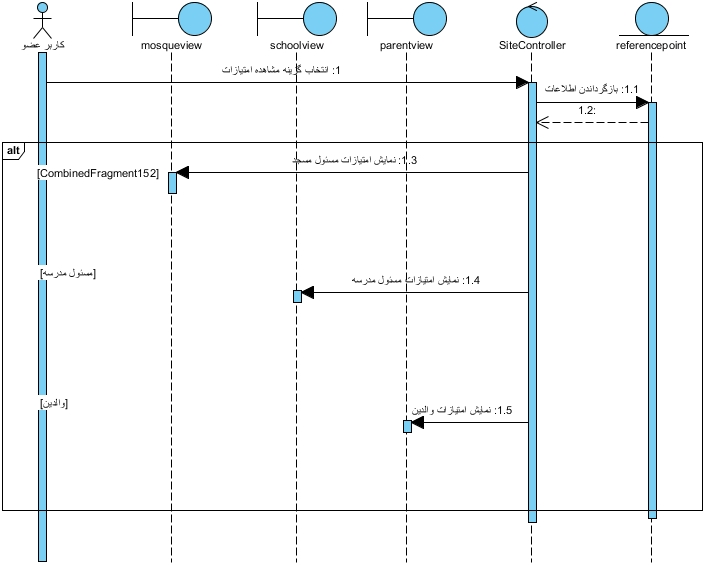 کاربر عضو
mosqueview
schoolview
parentview
SiteController
referencepoint
1: انتخاب گزینه مشاهده امتیازات
1.1: بازگرداندن اطلاعات
1.2:
alt
1.3: نمایش امتیازات مسئول مسجد
[CombinedFragment152]
[مسئول مدرسه]
1.4: نمایش امتیازات مسئول مدرسه
[والدین]
1.5: نمایش امتیازات والدین